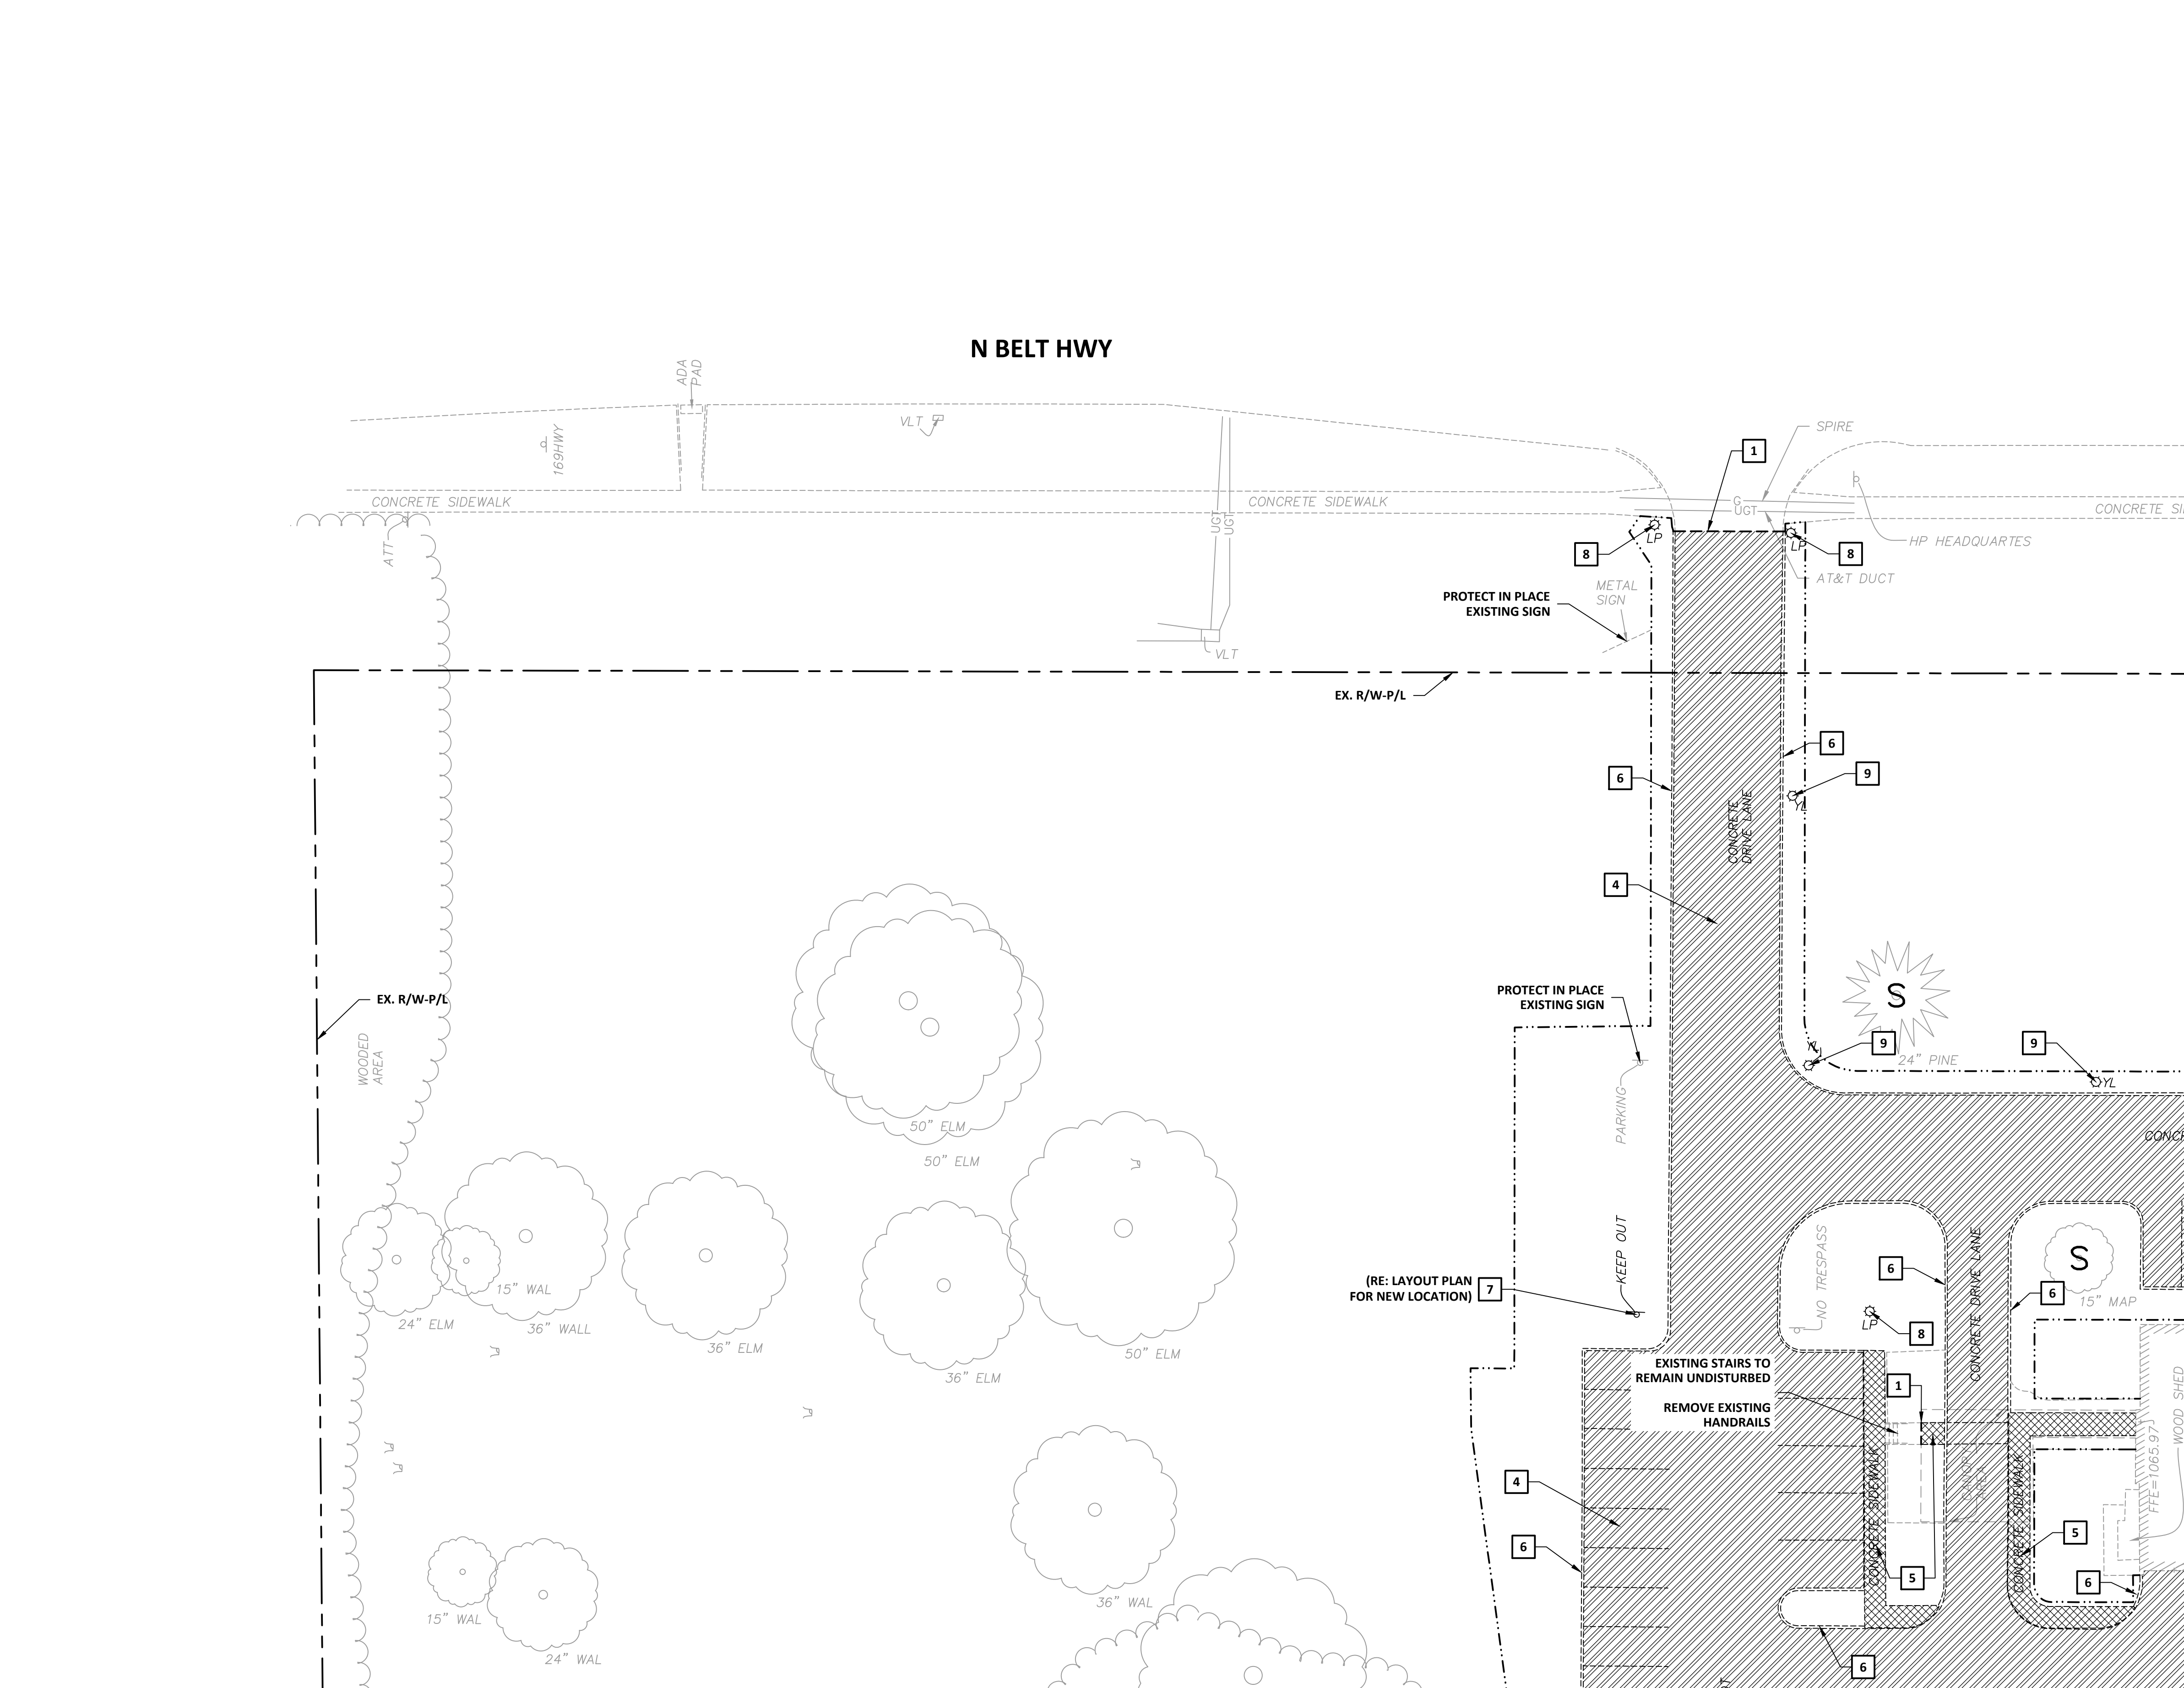 N BELT HWY
ADA
PAD
VLT
169HWY
SPIRE
1
CONCRETE SIDEWALK
CONCRETE SIDEWALK
G
UGT
UGT
UGT
ATT
LP
LP
8
8
HP HEADQUARTES
AT&T DUCT
METAL
SIGN
PROTECT IN PLACE
EXISTING SIGN
VLT
EX. R/W-P/L
6
6
9
YL
CONCRETE
DRIVE LANE
4
EX. R/W-P/L
WOODED
AREA
PROTECT IN PLACE
EXISTING SIGN
S
YL
9
24" PINE
9
YL
PARKING
50" ELM
50" ELM
KEEP OUT
(RE: LAYOUT PLAN
FOR NEW LOCATION)
7
NO TRESPASS
6
CONCRETE DRIVE LANE
S
6
15" MAP
LP
8
15" WAL
24" ELM
36" WALL
36" ELM
36" ELM
50" ELM
EXISTING STAIRS TO
REMAIN UNDISTURBED
REMOVE EXISTING
HANDRAILS
1
WOOD SHED
FFE=1065.97'
CANOPY
AREA
CONCRETE SIDEWALK
CONCRETE SIDEWALK
4
6
5
5
6
36" WAL
15" WAL
24" WAL
6